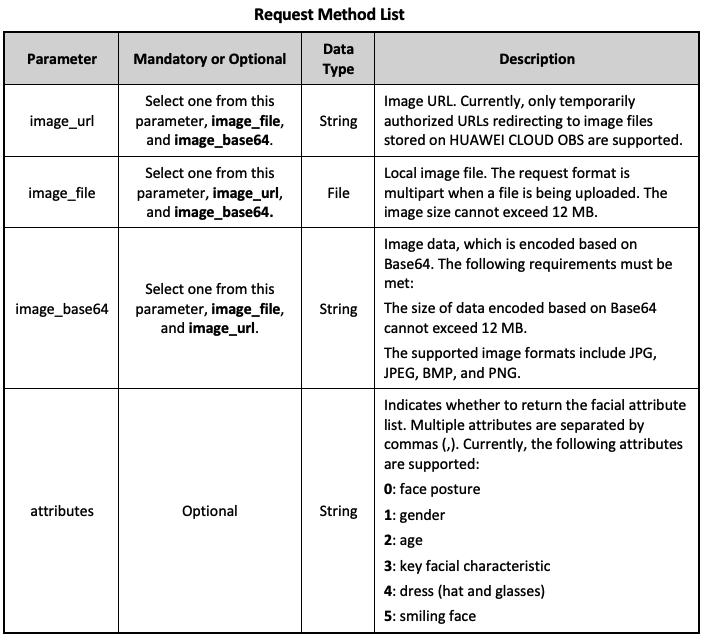 Request Method List
Parameter
Mandatory or Optional
Data
Type
Description
image_url
Select one from this
parameter, image_file,
and image_base64.
String
Image URL. Currently, only temporarily
authorized URLs redirecting to image files
stored on HUAWEI CLOUD OBS are supported.
image_file
Select one from this
parameter, image_url,
and image_base64.
File
Local image file. The request format is
multipart when a file is being uploaded. The
image size cannot exceed 12 MB.
image_base64
Select one from this
parameter, image_file,
and image_url.
String
Image data, which is encoded based on
Base64. The following requirements must be
met:
The size of data encoded based on Base64
cannot exceed 12 MB.
The supported image formats include JPG,
JPEG, BMP, and PNG.
attributes
Optional
String
Indicates whether to return the facial attribute
list. Multiple attributes are separated by
commas (,). Currently, the following attributes
are supported:
0: face posture
1: gender
2: age
3: key facial characteristic
4: dress (hat and glasses)
5: smiling face